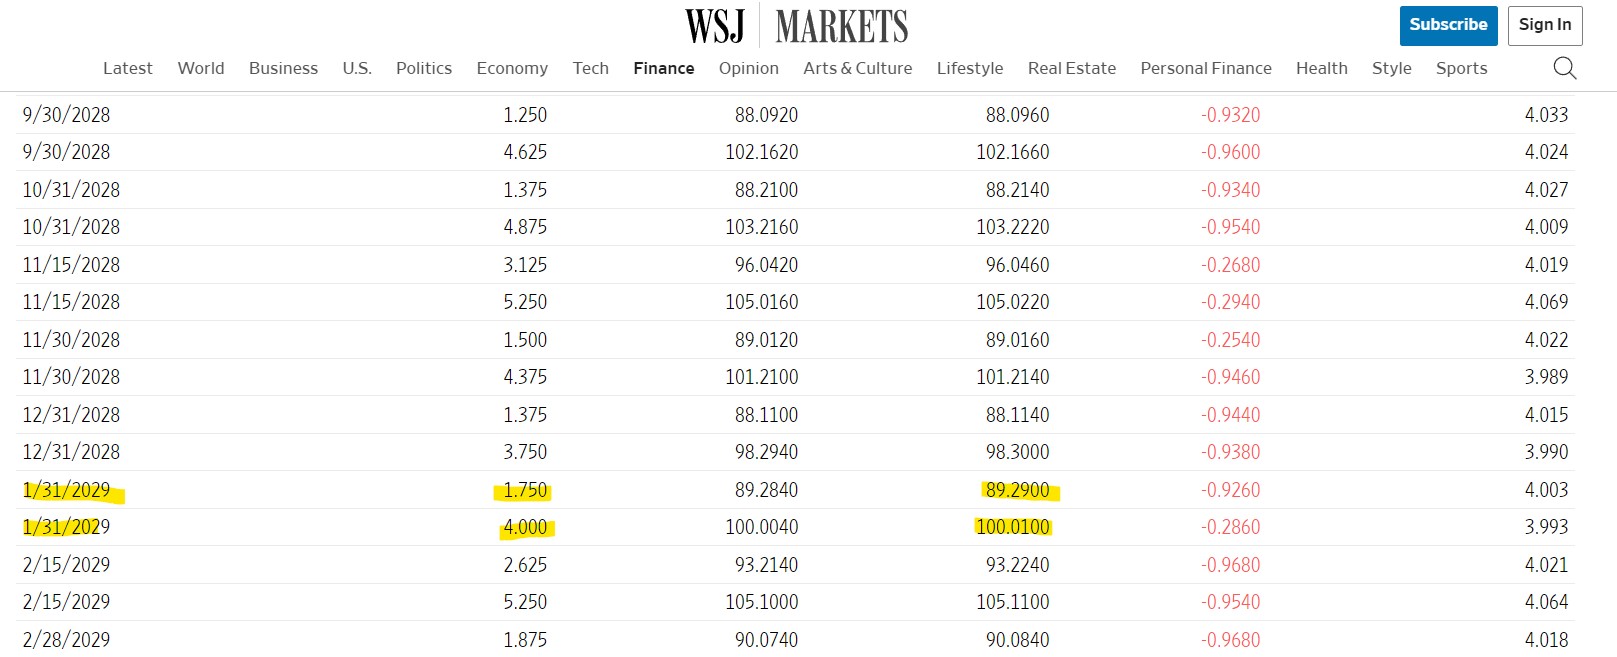 WSJ MARKETS
Subscribe Sign In
Latest World Business U.S. Politics Economy Tech Finance Opinion Arts & Culture Lifestyle Real Estate Personal Finance Health Style Sports
9/30/2028 1.250 88.0920 88.0960 -0.9320 4.033
9/30/2028 4.625 102.1620 102.1660 -0.9600 4.024
10/31/2028 1.375 88.2100 88.2140 -0.9340 4.027
10/31/2028 4.875 103.2160 103.2220 -0.9540 4.009
11/15/2028 3.125 96.0420 96.0460 -0.2680 4.019
11/15/2028 5.250 105.0160 105.0220 -0.2940 4.069
11/30/2028 1.500 89.0120 89.0160 -0.2540 4.022
11/30/2028 4.375 101.2100 101.2140 -0.9460 3.989
12/31/2028 1.375 88.1100 88.1140 -0.9440 4.015
12/31/2028 3.750 98.2940 98.3000 -0.9380 3.990
1/31/2029 1.750 89.2840 89.2900 -0.9260 4.003
1/31/2029 4.000 100.0040 100.0100 -0.2860 3.993
2/15/2029 2.625 93.2140 93.2240 -0.9680 4.021
2/15/2029 5.250 105.1000 105.1100 -0.9540 4.064
2/28/2029 1.875 90.0740 90.0840 -0.9680 4.018